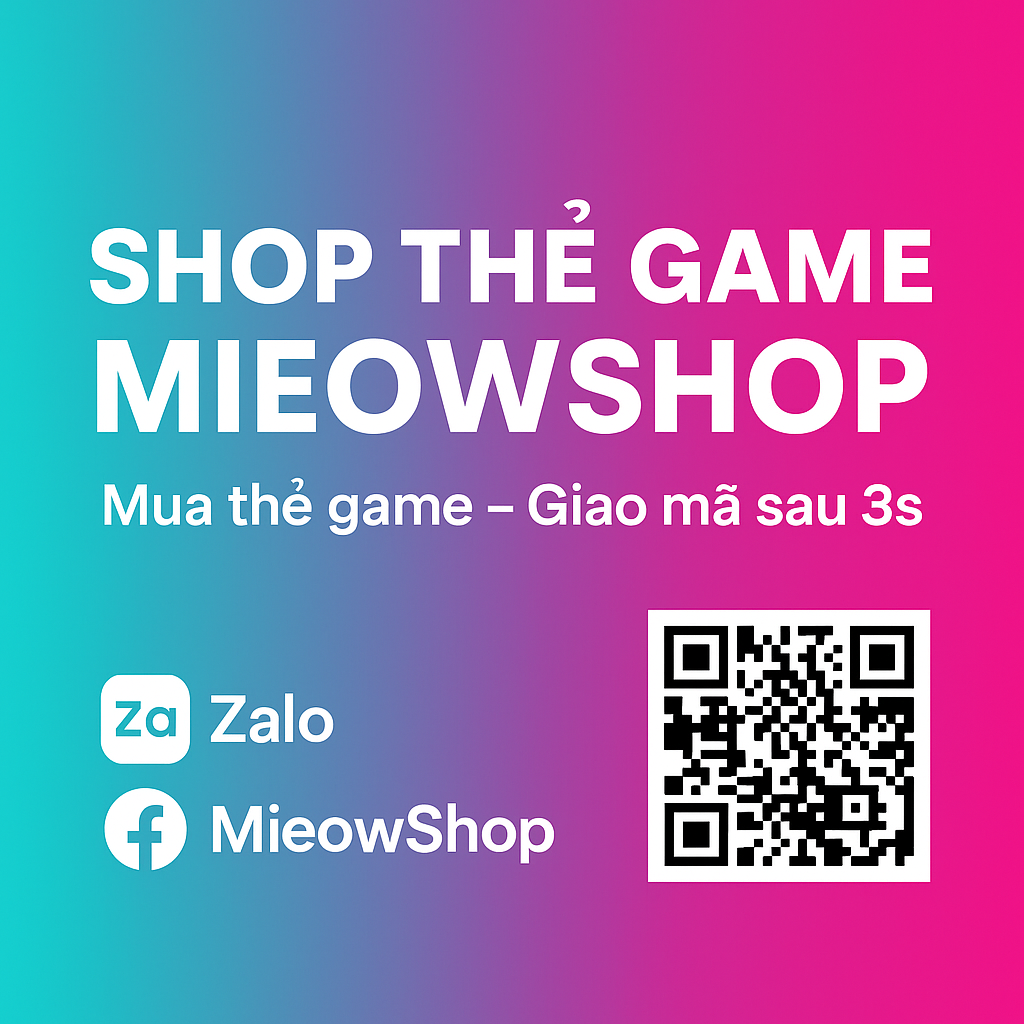 SHOP THẺ GAME
MIEOWSHOP
Mua thẻ game – Giao mã sau 3s
Za Zalo
MieowShop